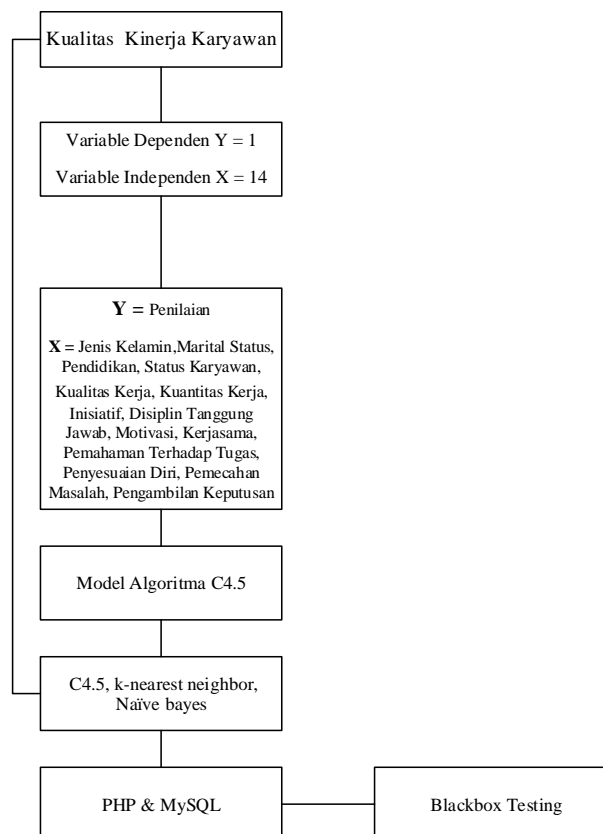 Kualitas Kinerja Karyawan
Variable Dependen Y = 1
Variable Independen X = 14
Y = Penilaian
X = Jenis Kelamin,Marital Status,
Pendidikan, Status Karyawan,
Kualitas Kerja, Kuantitas Kerja,
Inisiatif, Disiplin Tanggung
Jawab, Motivasi, Kerjasama,
Pemahaman Terhadap Tugas,
Penyesuaian Diri, Pemecahan
Masalah, Pengambilan Keputusan
Model Algoritma C4.5
C4.5, k-nearest neighbor,
Naïve bayes
PHP & MySQL
Blackbox Testing